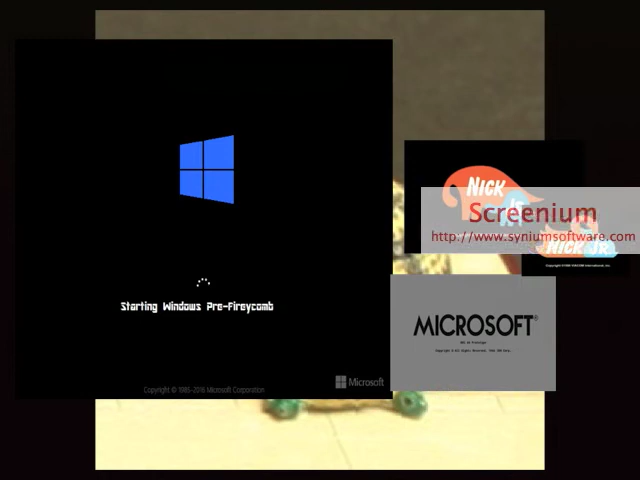 Starting Windows Pre-Fireycomb
Copyright © 1985-2016 Microsoft Corporation
Microsoft
NICK
JR
Screenium
http://www.syniumsoftware.com
NICK JR
MICROSOFT®